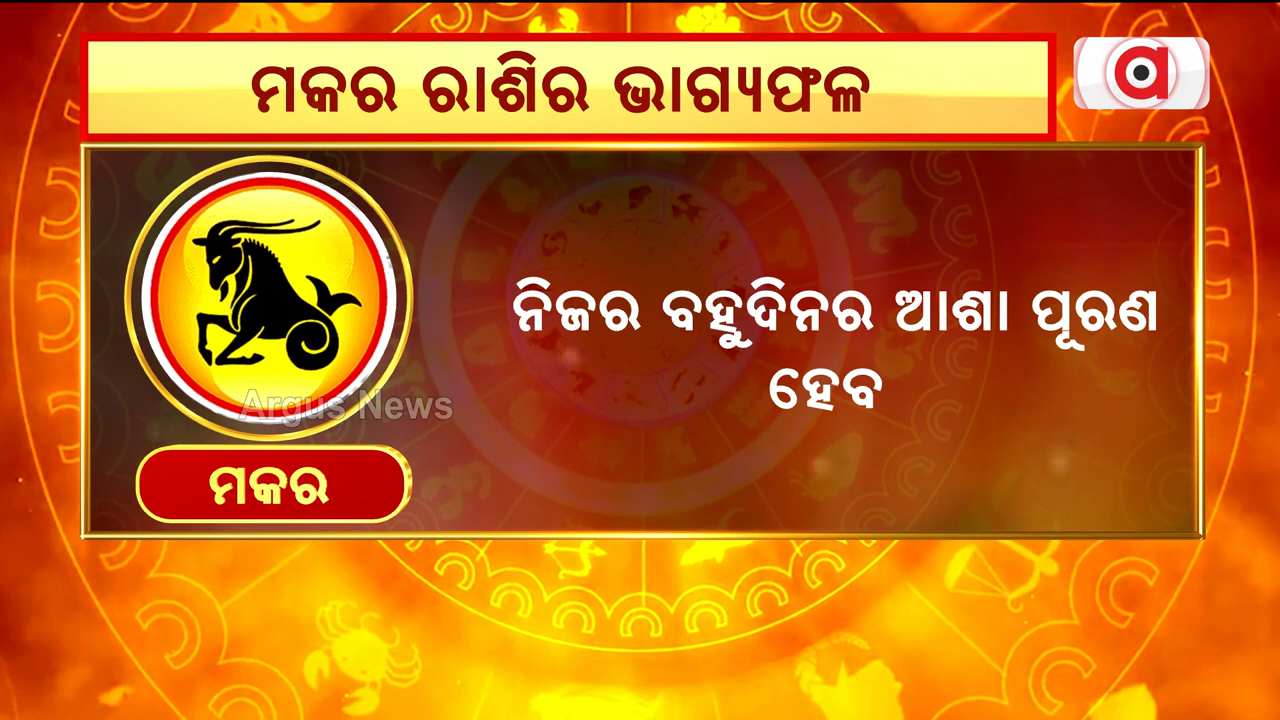 ମକର ରାଶିର ଭାଗ୍ୟଫଳ
a
ନିଜର ବହୁଦିନର ଆଶା ପୂରଣ
ହେବ
Argus News
ମକର